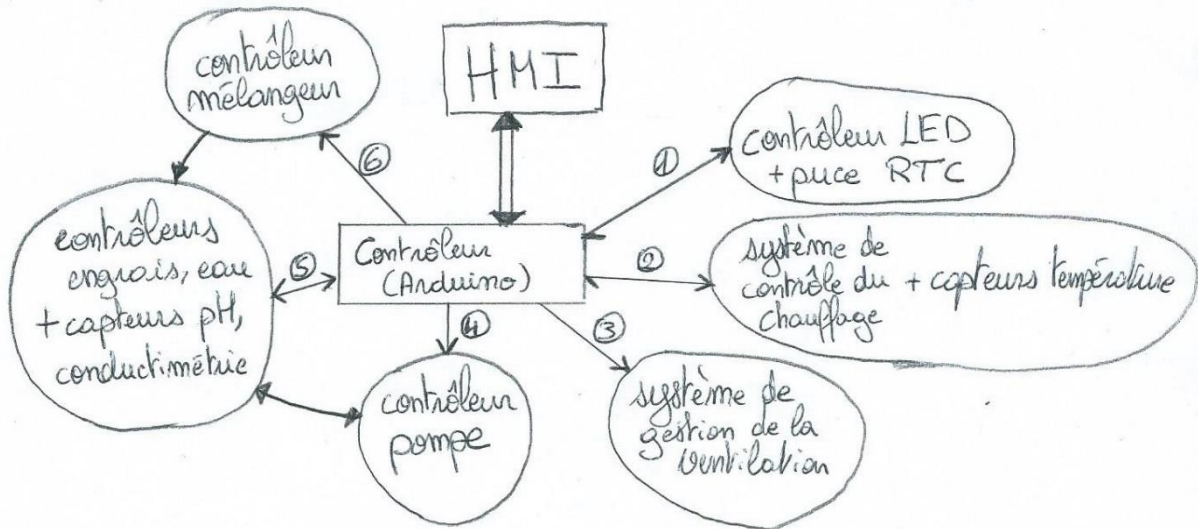 contrôleur
mélangeur
HMI
contrôleur LED
+ puce RTC
⑥
①
contrôleurs
engrais, eau
+ capteurs pH,
conductimétrie
⑤
Contrôleur
(Arduino)
②
système de
contrôle du + capteurs température
chauffage
④
③
contrôleur
pompe
système de
gestion de la
ventilation